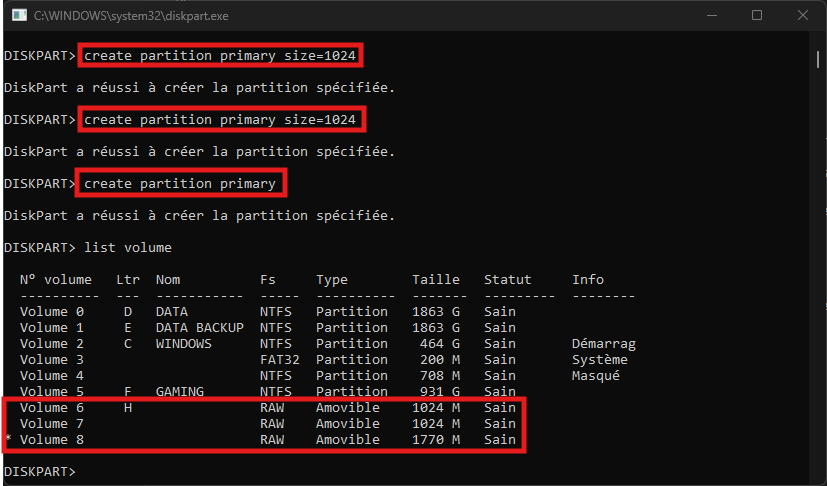 C:\WINDOWS\system32\diskpart.exe
DISKPART> create partition primary size=1024
DiskPart a réussi à créer la partition spécifiée.
DISKPART> create partition primary size=1024
DiskPart a réussi à créer la partition spécifiée.
DISKPART> create partition primary
DiskPart a réussi à créer la partition spécifiée.
DISKPART> list volume
  N° volume   Ltr  Nom          Fs     Type        Taille   Statut     Info
  ----------  ---  -----------  -----  ----------  -------  ---------  --------
  Volume 0     D   DATA         NTFS   Partition   1863 G   Sain
  Volume 1     E   DATA BACKUP  NTFS   Partition   1863 G   Sain
  Volume 2     C   WINDOWS      NTFS   Partition    464 G   Sain       Démarrag
  Volume 3                      FAT32  Partition    200 M   Sain       Système
  Volume 4                      NTFS   Partition    708 M   Sain       Masqué
  Volume 5     F   GAMING       NTFS   Partition    931 G   Sain
  Volume 6     H                RAW    Amovible    1024 M   Sain
  Volume 7                      RAW    Amovible    1024 M   Sain
* Volume 8                      RAW    Amovible    1770 M   Sain
DISKPART>